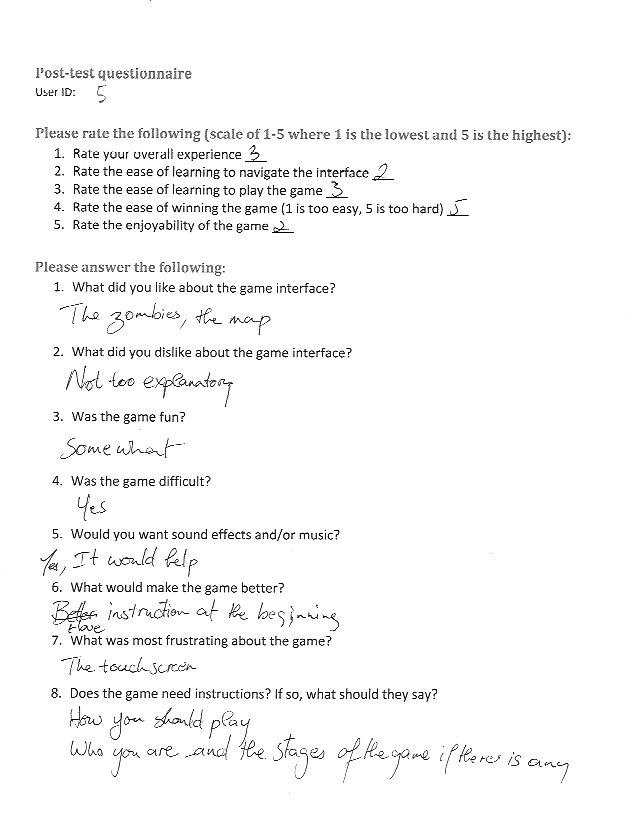 Post-test questionnaire
User ID: 5
Please rate the following (scale of 1-5 where 1 is the lowest and 5 is the highest):
1. Rate your overall experience 3
2. Rate the ease of learning to navigate the interface 2
3. Rate the ease of learning to play the game 3
4. Rate the ease of winning the game (1 is too easy, 5 is too hard) 5
5. Rate the enjoyability of the game 2
Please answer the following:
1. What did you like about the game interface?
The zombies, the map
2. What did you dislike about the game interface?
Not too explanatory
3. Was the game fun?
Somewhat
4. Was the game difficult?
Yes
5. Would you want sound effects and/or music?
Yes, It would help
6. What would make the game better?
Better instruction at the beginning
Have
7. What was most frustrating about the game?
The touchscreen
8. Does the game need instructions? If so, what should they say?
How you should play
Who you are and the stages of the game if theres is any